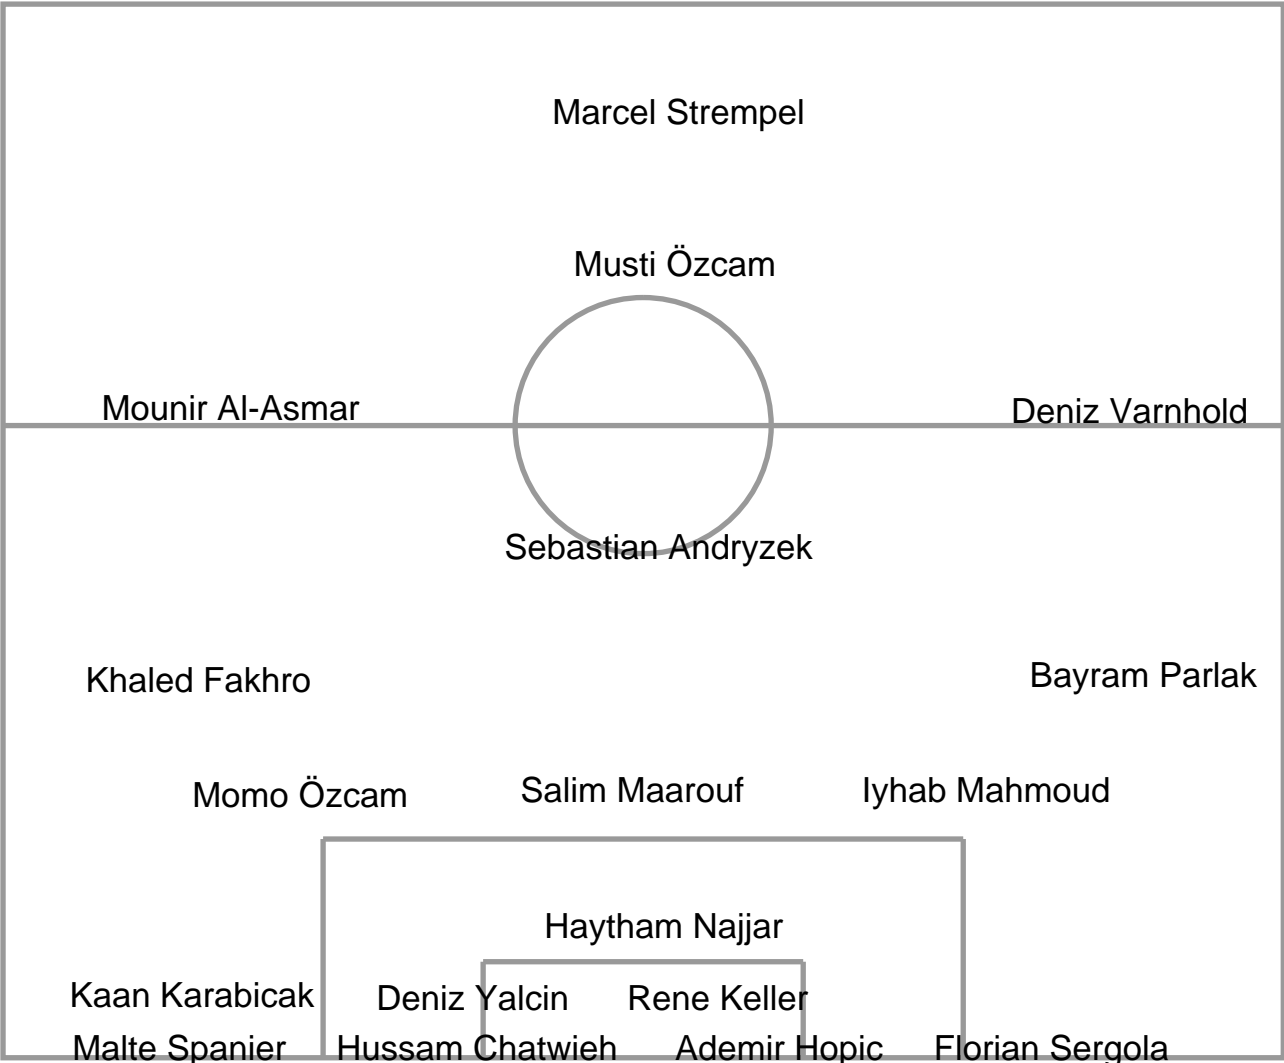 Marcel Strempel
Musti Özcam
Mounir Al-Asmar
Deniz Varnhold
Sebastian Andryzek
Khaled Fakhro
Bayram Parlak
Momo Özcam Salim Maarouf Iyhab Mahmoud
Haytham Najjar
Kaan Karabicak Deniz Yalcin Rene Keller
Malte Spanier Hussam Chatwieh Ademir Hopic Florian Sergola